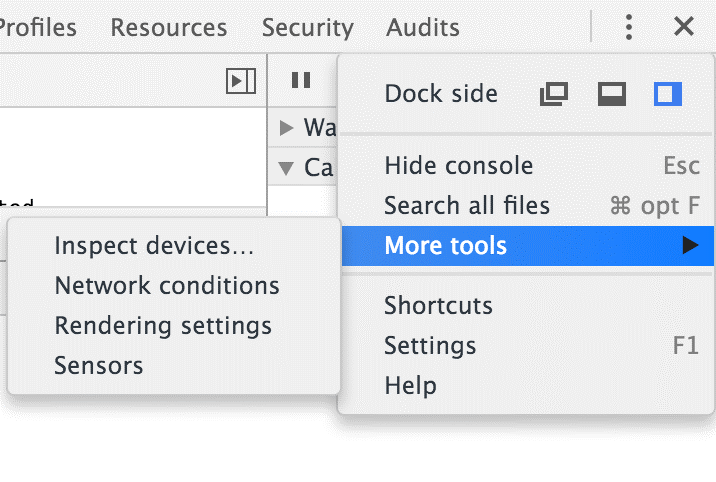 Profiles Resources Security Audits
Dock side
Wa
Ca
Hide console Esc
Search all files ⌘ opt F
More tools
Inspect devices...
Network conditions
Rendering settings
Sensors
Shortcuts
Settings F1
Help